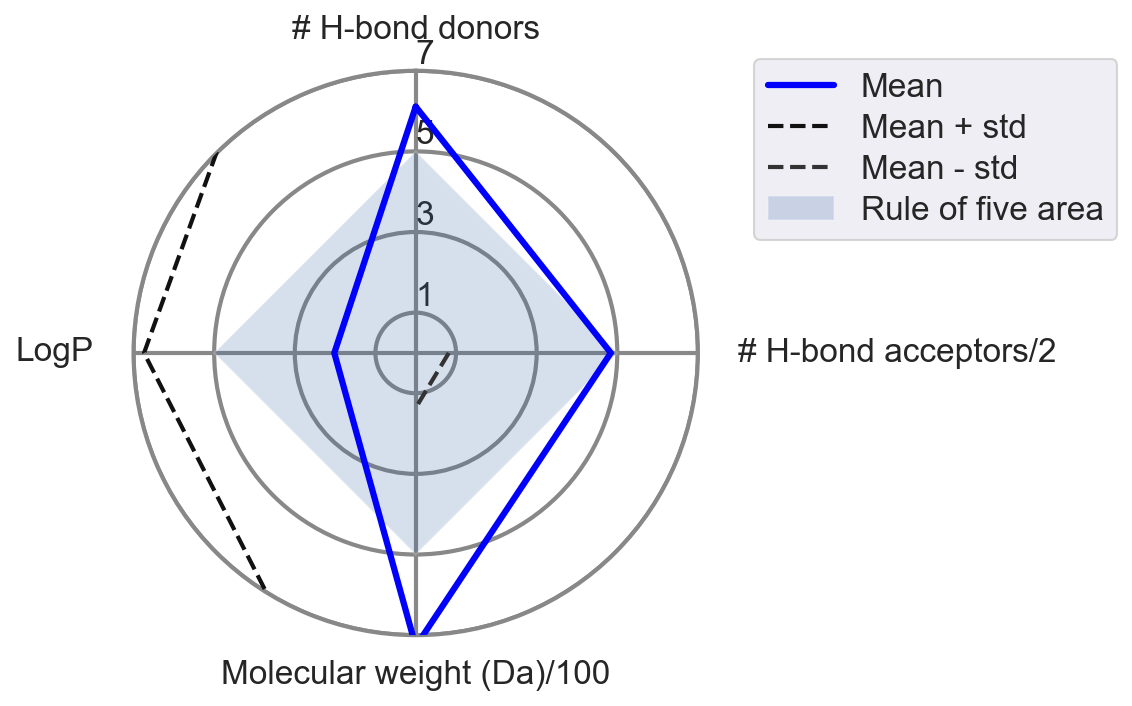 # H-bond donors
7
5
3
1
LogP
# H-bond acceptors/2
Molecular weight (Da)/100
Mean
Mean + std
Mean - std
Rule of five area